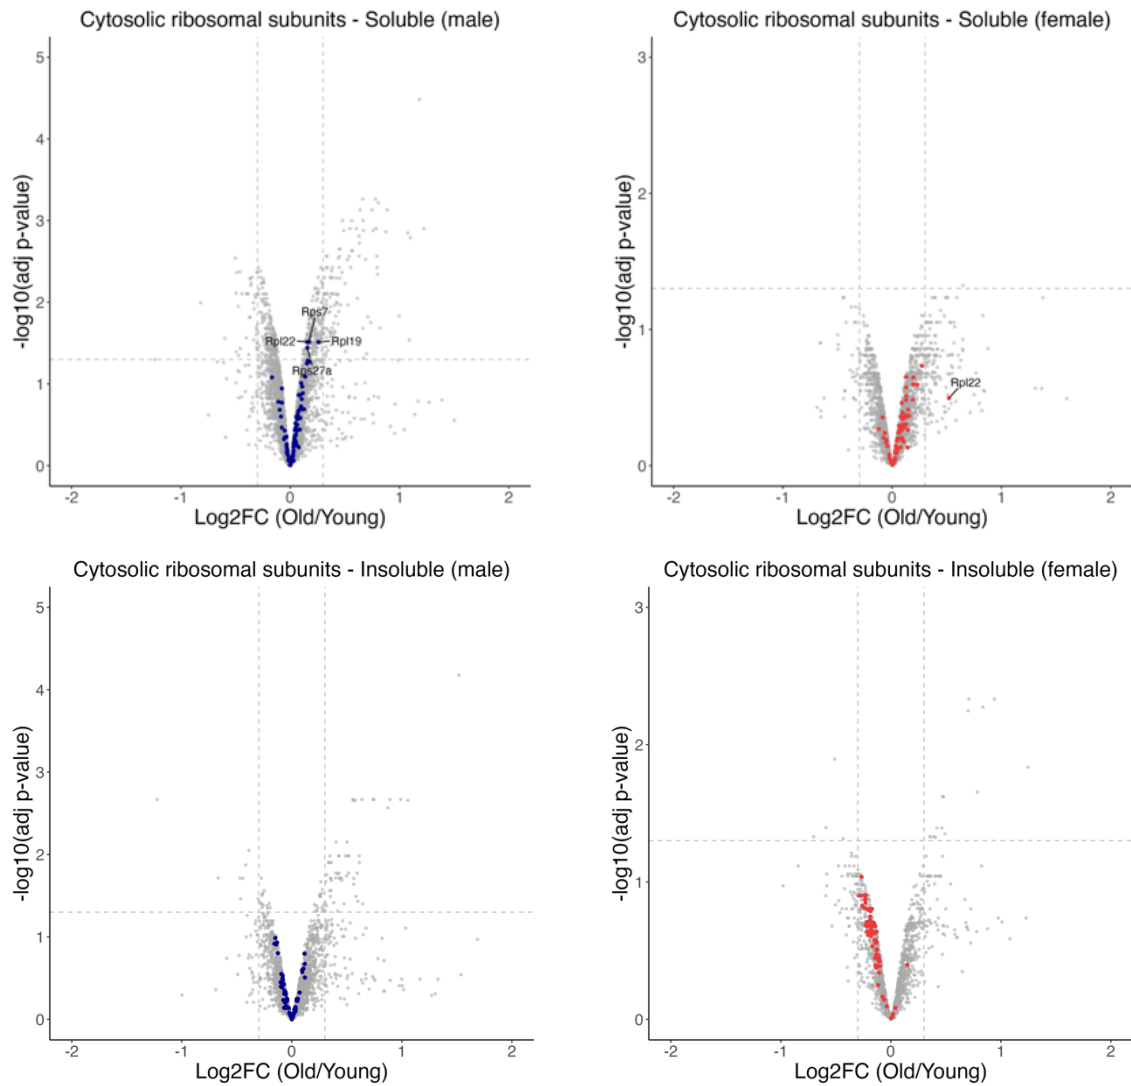 Cytosolic ribosomal subunits - Soluble (male)
-log10(adj p-value)
5
4
3
2
1
0
Rps7
Rpl22
Rpl19
Rps27a
-2
-1
0
1
2
Log2FC (Old/Young)
Cytosolic ribosomal subunits - Soluble (female)
-log10(adj p-value)
3
2
1
0
Rpl22
-2
-1
0
1
2
Log2FC (Old/Young)
Cytosolic ribosomal subunits - Insoluble (male)
-log10(adj p-value)
5
4
3
2
1
0
-2
-1
0
1
2
Log2FC (Old/Young)
Cytosolic ribosomal subunits - Insoluble (female)
-log10(adj p-value)
3
2
1
0
-2
-1
0
1
2
Log2FC (Old/Young)